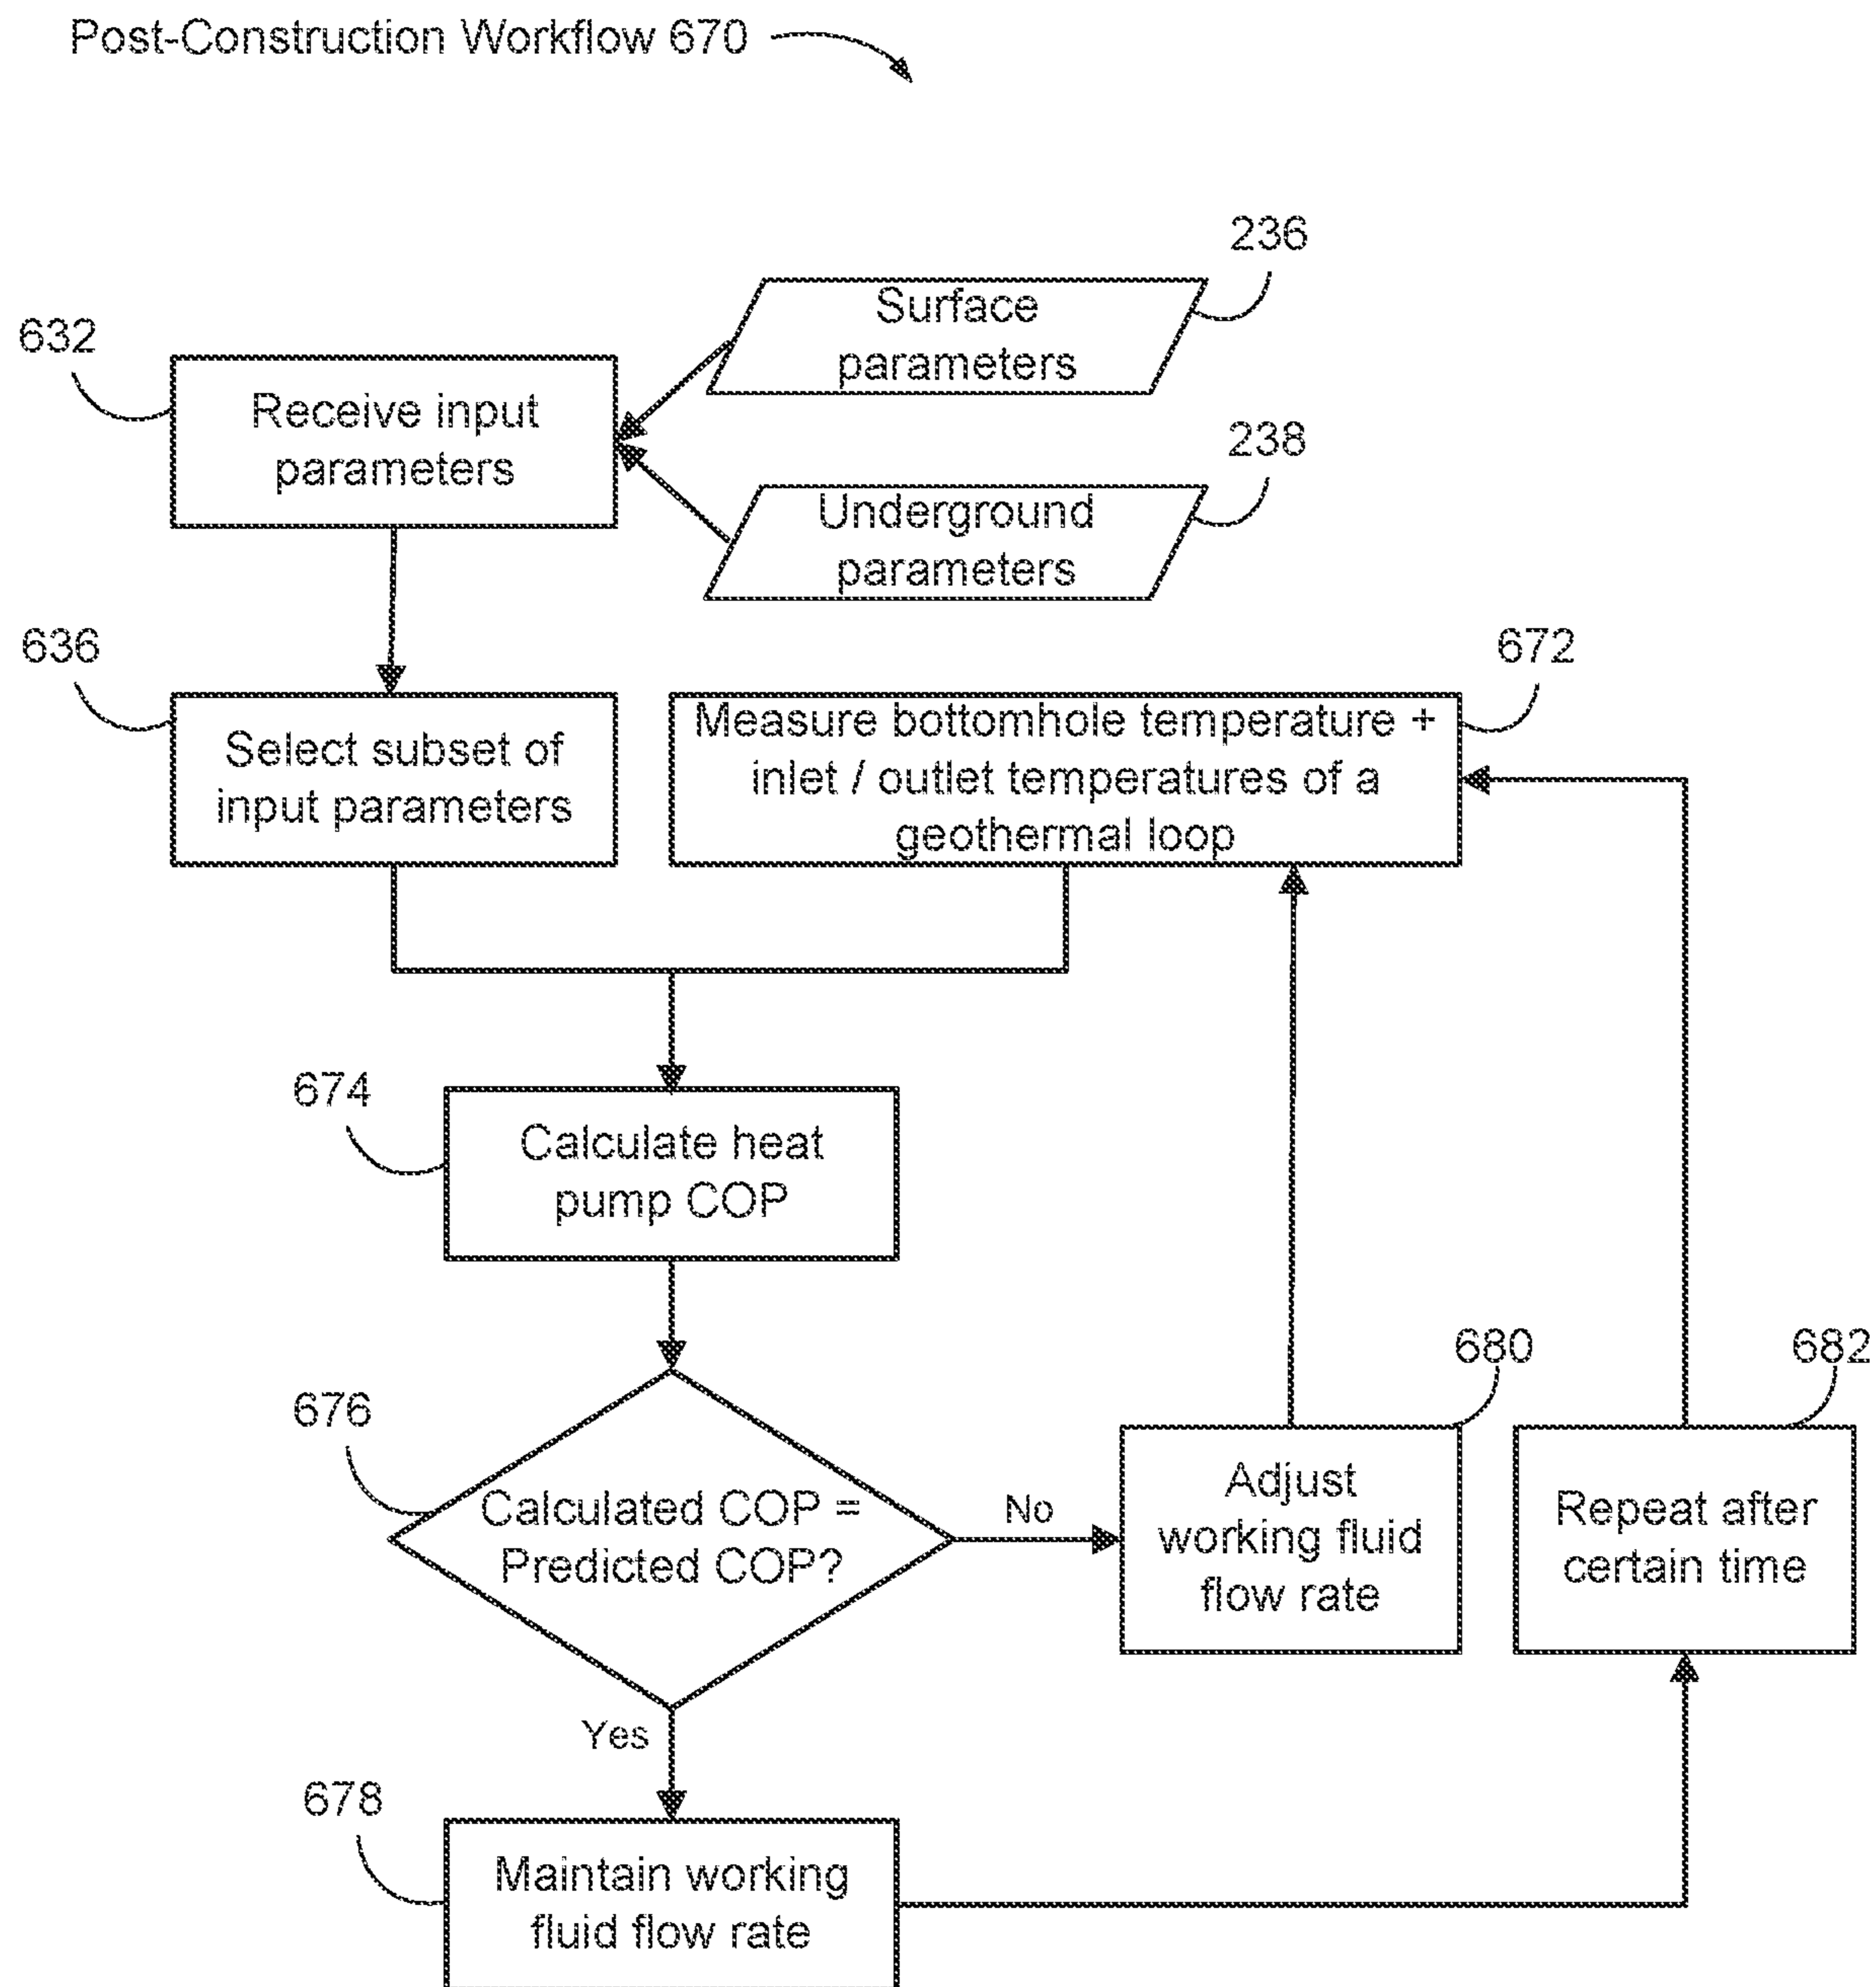 Post-Construction Workflow 670
236
Surface
parameters
632
Receive input
parameters
238
Underground
parameters
636
Select subset of
input parameters
672
Measure bottomhole temperature +
inlet / outlet temperatures of a
geothermal loop
674
Calculate heat
pump COP
676
Calculated COP =
Predicted COP?
No
680
Adjust
working fluid
flow rate
682
Repeat after
certain time
Yes
678
Maintain working
fluid flow rate